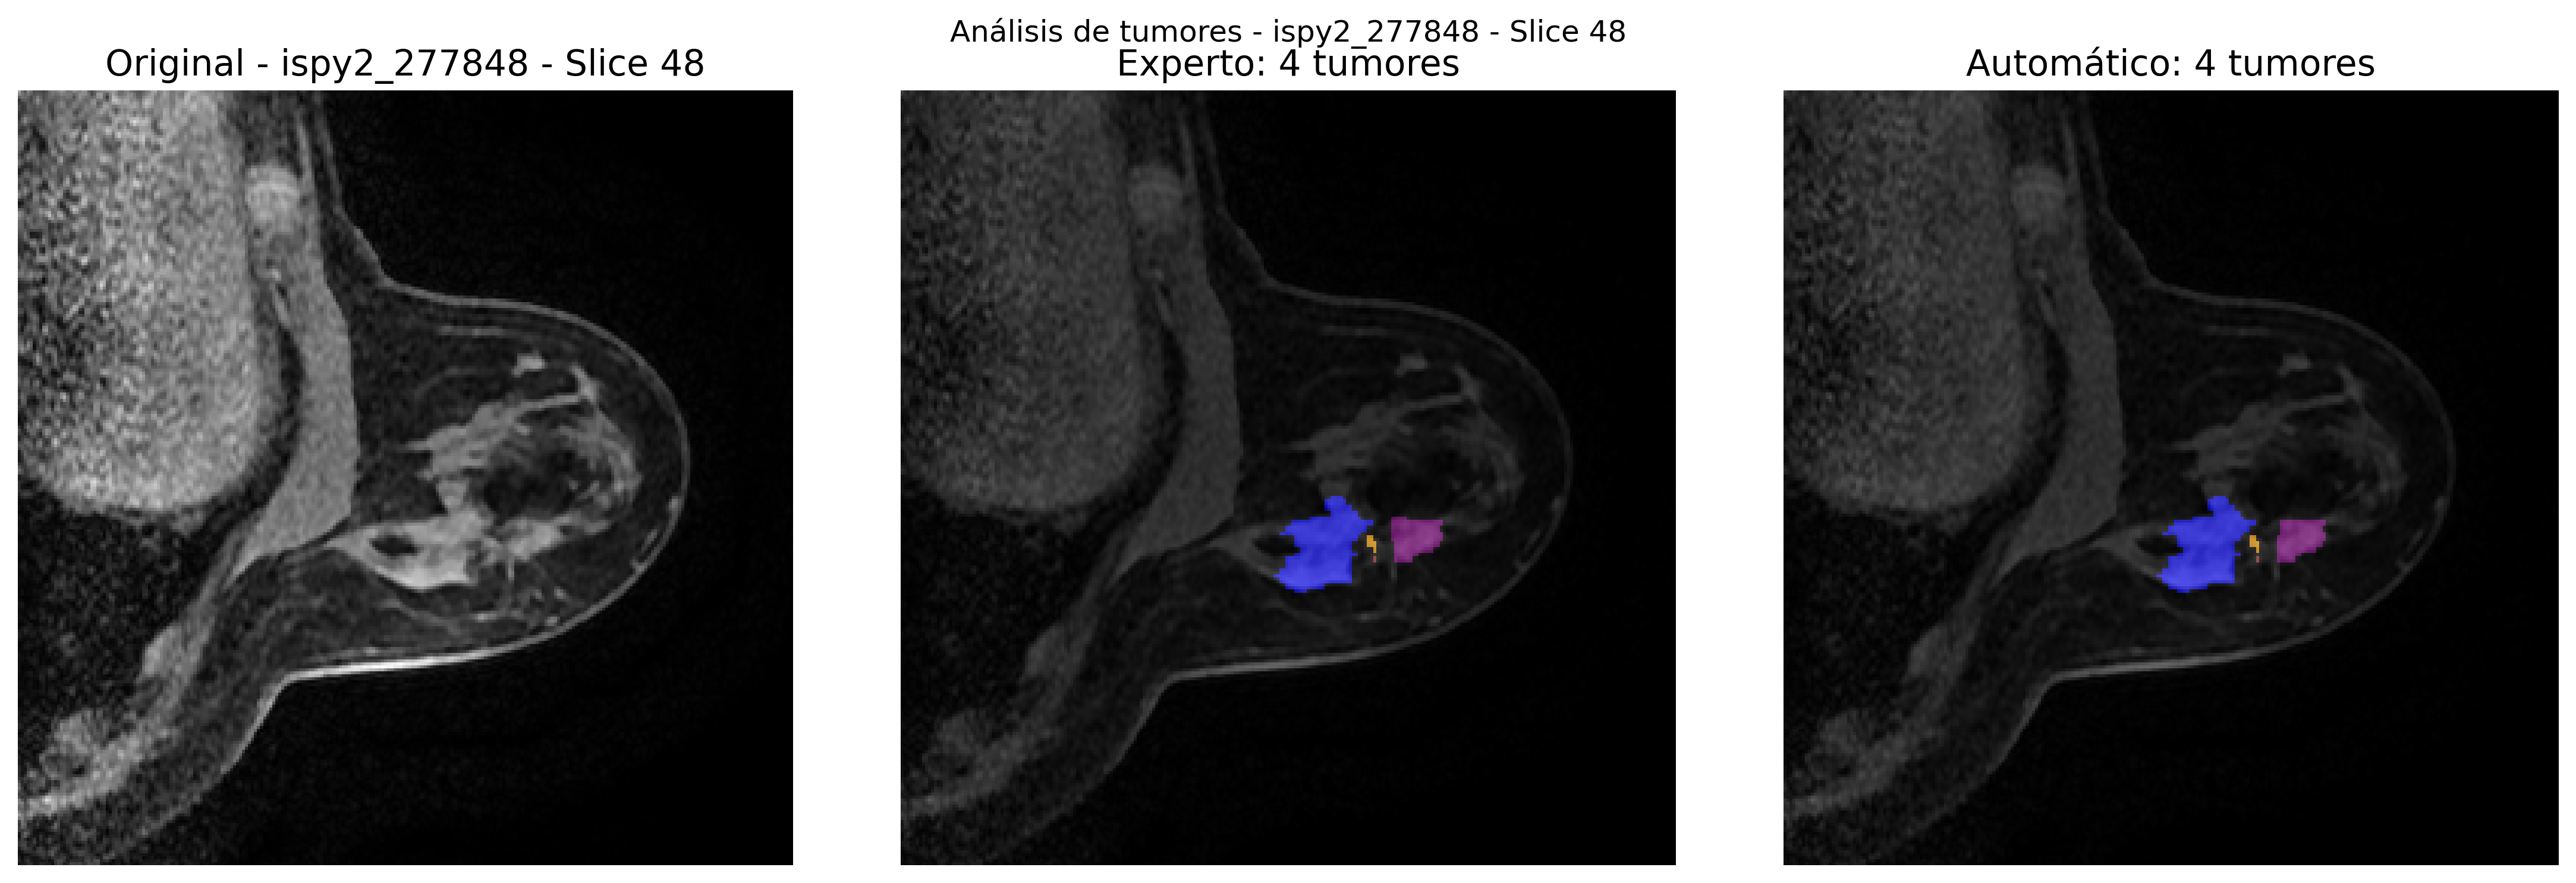 Análisis de tumores - ispy2_277848 - Slice 48
Original - ispy2_277848 - Slice 48
Experto: 4 tumores
Automático: 4 tumores